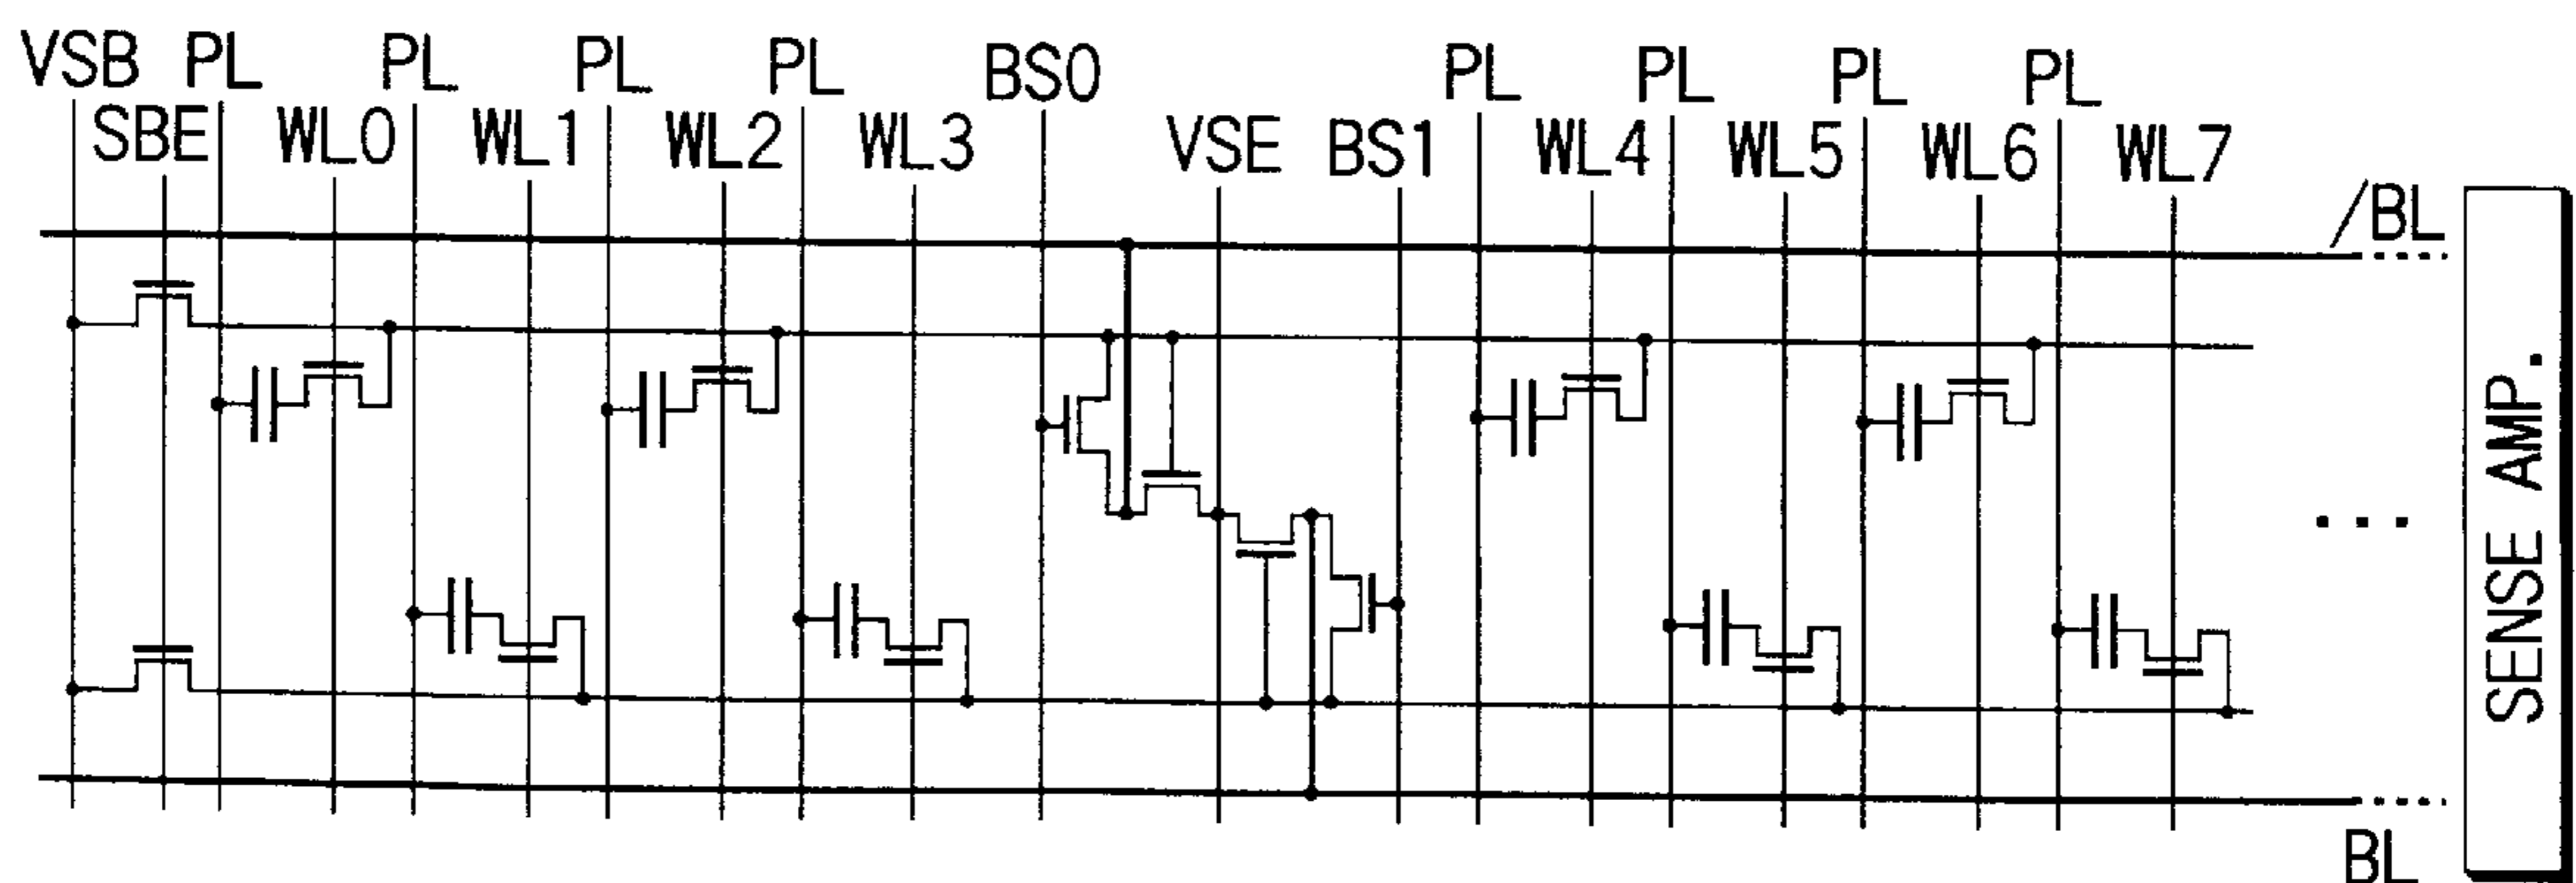 VSB PL PL PL PL BS0 PL PL PL PL
SBE WL0 WL1 WL2 WL3 VSE BS1 WL4 WL5 WL6 WL7
/BL
SENSE AMP.
BL